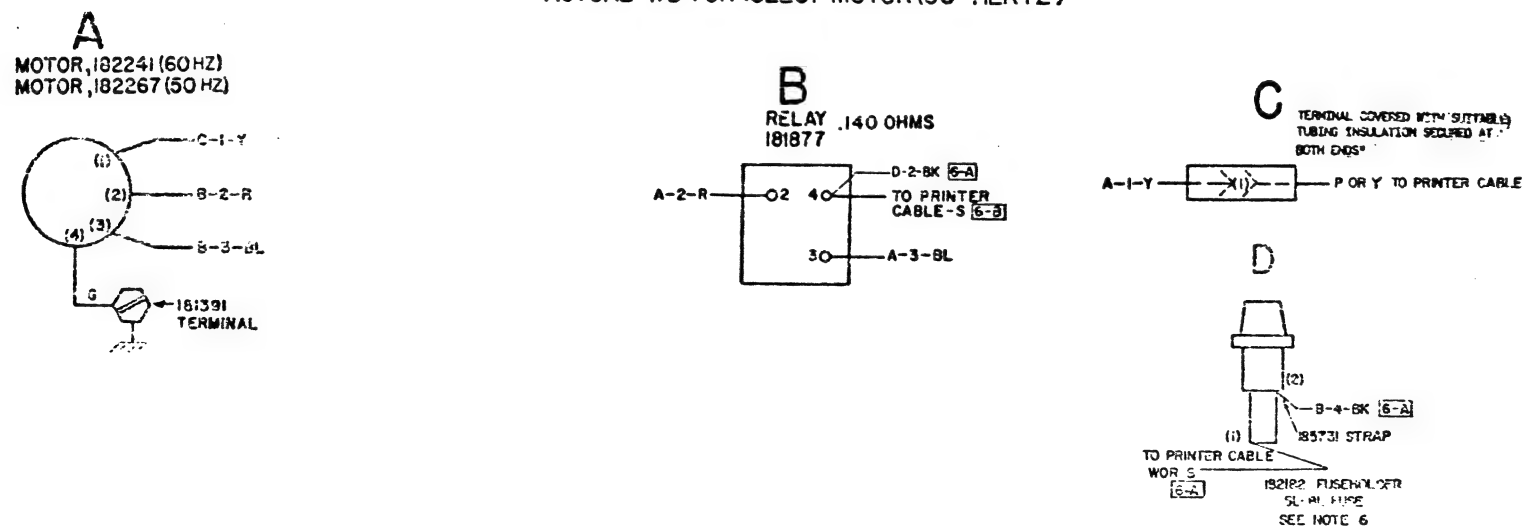 A
MOTOR, 182241 (60 HZ)
MOTOR, 182267 (50 HZ)
(1)
C-1-Y
(2)
B-2-R
(3)
B-3-BL
(4)
G
181391
TERMINAL
B
RELAY .140 OHMS
181877
A-2-R
2
4
D-2-BK 6-A
TO PRINTER
CABLE-S 6-B
3
A-3-BL
C
TERMINAL COVERED WITH "SUITABLE
TUBING INSULATION SECURED AT
BOTH ENDS"
A-1-Y
(1)
P OR Y TO PRINTER CABLE
D
(2)
B-4-BK 6-A
185731 STRAP
(1)
TO PRINTER CABLE
W OR S
6-A
182182 FUSEHOLDER
FUSE
SEE NOTE 6